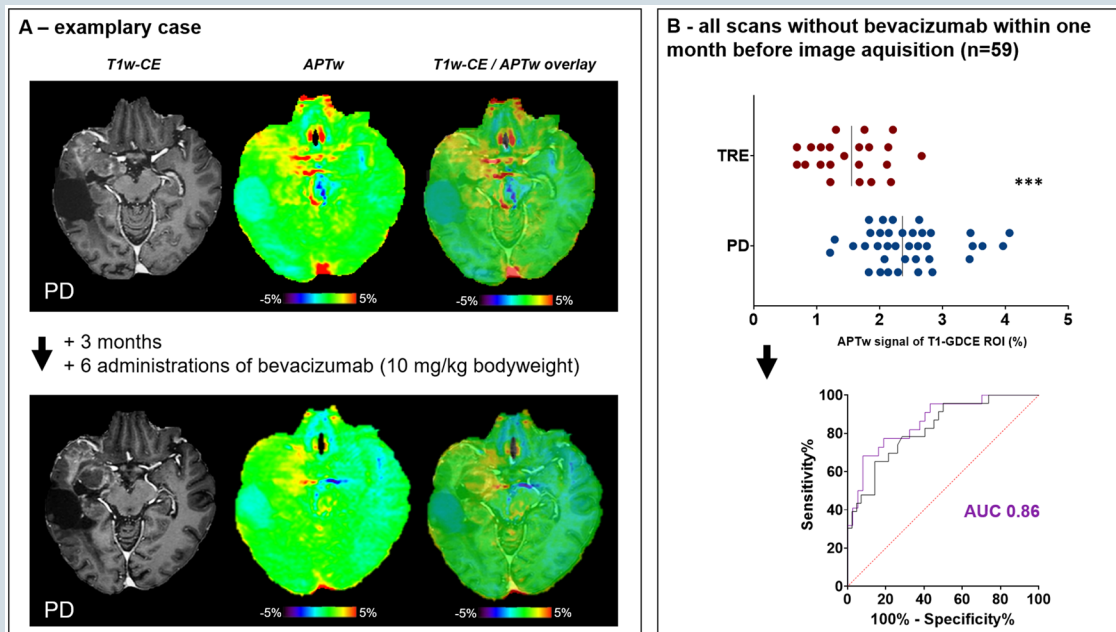 A – examplary case
T1w-CE
APTw
T1w-CE / APTw overlay
PD
-5%
5%
-5%
5%
+ 3 months
+ 6 administrations of bevacizumab (10 mg/kg bodyweight)
PD
-5%
5%
-5%
5%
B - all scans without bevacizumab within one
month before image aquisition (n=59)
TRE
***
PD
0
1
2
3
4
5
APTw signal of T1-GDCE ROI (%)
100
80
60
40
20
0
Sensitivity%
AUC 0.86
0
20
40
60
80
100
100% - Specificity%